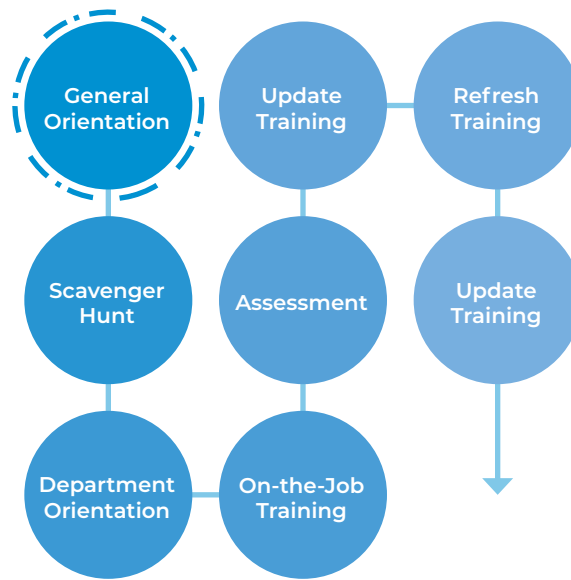 General
Orientation
Scavenger
Hunt
Department
Orientation
On-the-Job
Training
Assessment
Update
Training
Refresh
Training
Update
Training